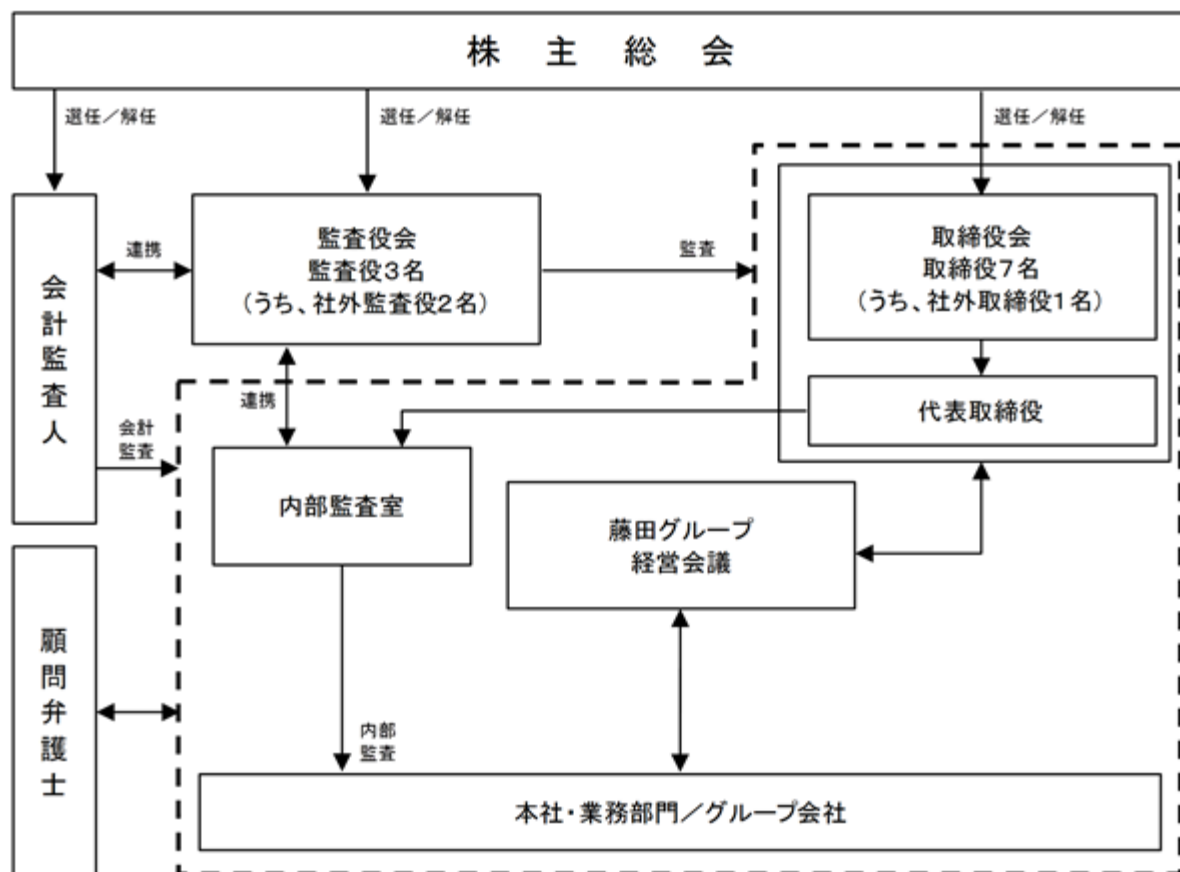 株主総会
選任／解任
選任／解任
選任／解任
監査役会
監査役3名
（うち、社外監査役2名）
連携
監査
取締役会
取締役7名
（うち、社外取締役1名）
会計監査人
代表取締役
連携
会計
監査
内部監査室
藤田グループ
経営会議
顧問弁護士
内部
監査
本社・業務部門／グループ会社